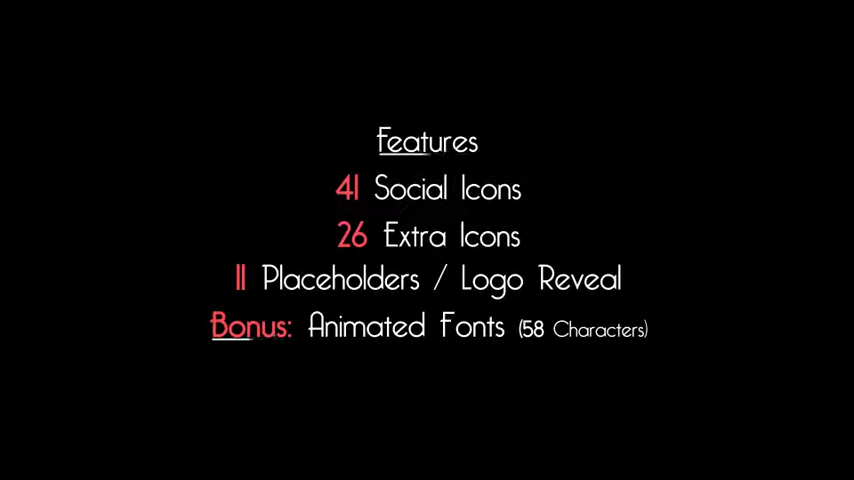 Features
41 Social Icons
26 Extra Icons
11 Placeholders / Logo Reveal
Bonus: Animated Fonts (58 Characters)